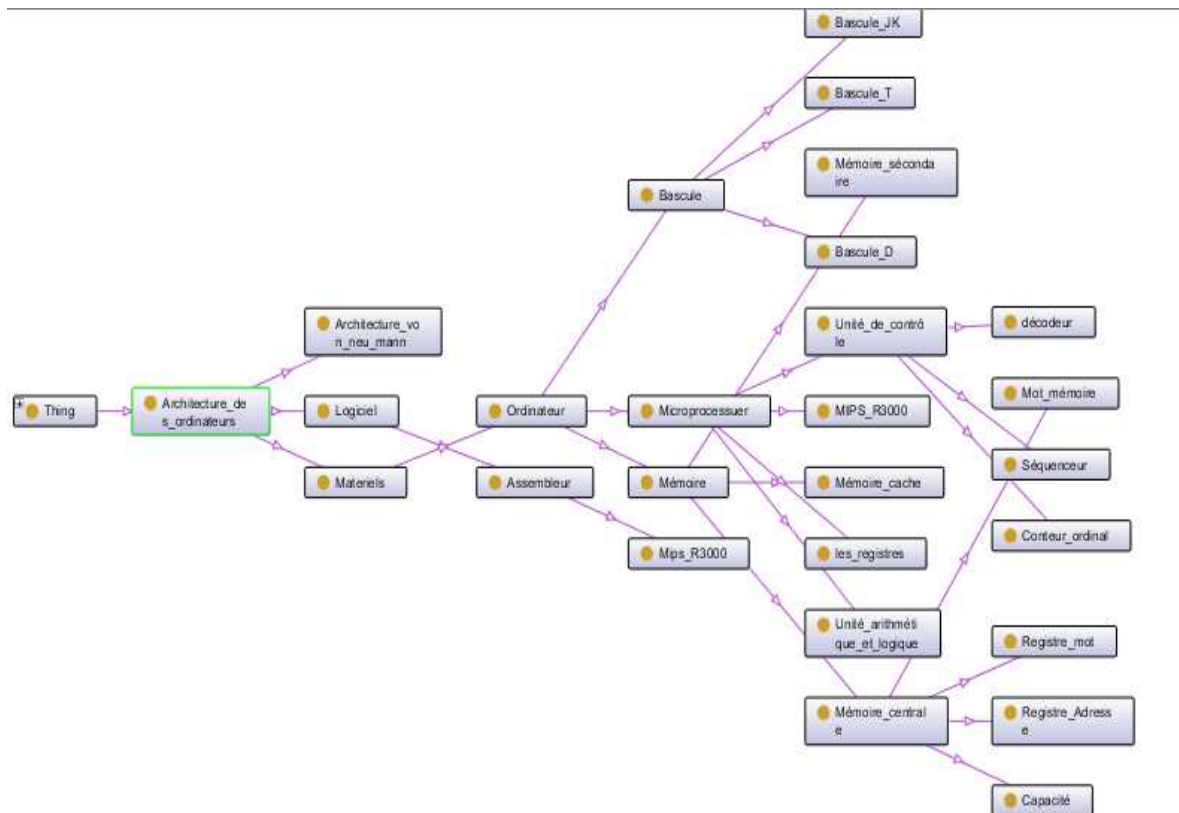 Bascule_JK
Bascule_T
Mémoire_séconda
ire
Bascule
Bascule_D
Architecture_vo
n_neu_mann
Unité_de_contrô
le
décodeur
Thing
Architecture_de
s_ordinateurs
Logiciel
Ordinateur
Microprocessuer
MIPS_R3000
Mot_mémoire
Materiels
Assembleur
Mémoire
Mémoire_cache
Séquenceur
Mips_R3000
les_registres
Conteur_ordinal
Unité_arithméti
que_et_logique
Registre_mot
Mémoire_central
e
Registre_Adress
e
Capacité